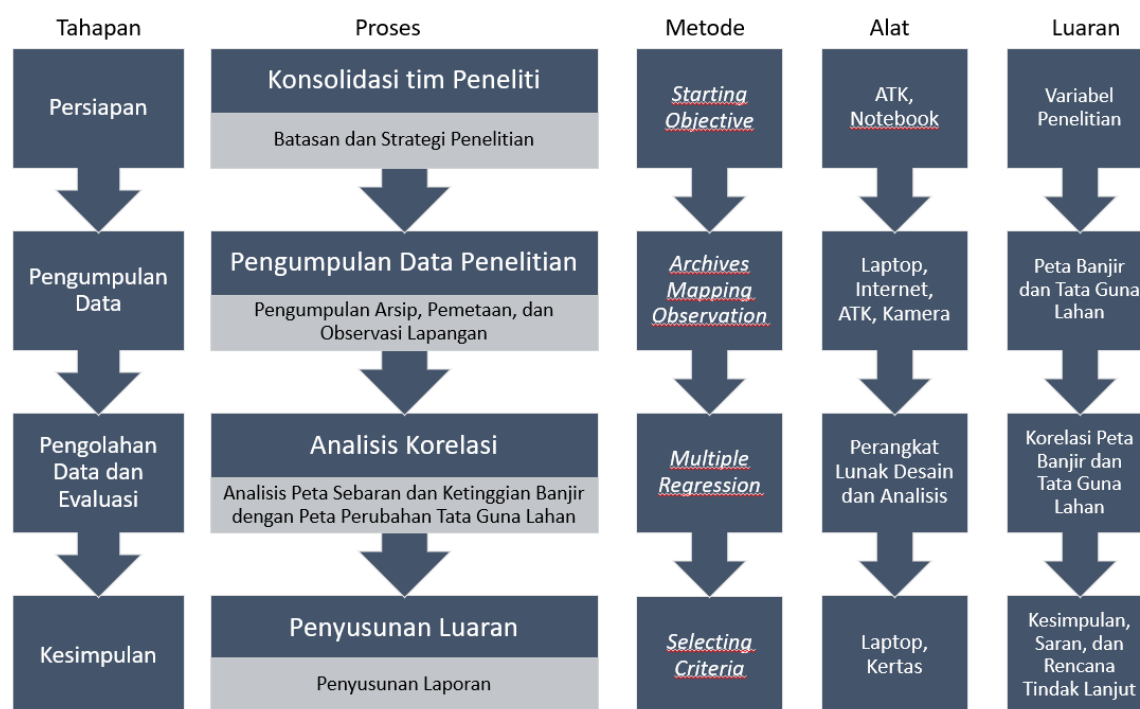 Tahapan
Proses
Metode
Alat
Luaran
Persiapan
Konsolidasi tim Peneliti
Batasan dan Strategi Penelitian
Starting
Objective
ATK,
Notebook
Variabel
Penelitian
Pengumpulan
Data
Pengumpulan Data Penelitian
Pengumpulan Arsip, Pemetaan, dan
Observasi Lapangan
Archives
Mapping
Observation
Laptop,
Internet,
ATK, Kamera
Peta Banjir
dan Tata Guna
Lahan
Pengolahan
Data dan
Evaluasi
Analisis Korelasi
Analisis Peta Sebaran dan Ketinggian Banjir
dengan Peta Perubahan Tata Guna Lahan
Multiple
Regression
Perangkat
Lunak Desain
dan Analisis
Korelasi Peta
Banjir dan
Tata Guna
Lahan
Kesimpulan
Penyusunan Luaran
Penyusunan Laporan
Selecting
Criteria
Laptop,
Kertas
Kesimpulan,
Saran, dan
Rencana
Tindak Lanjut